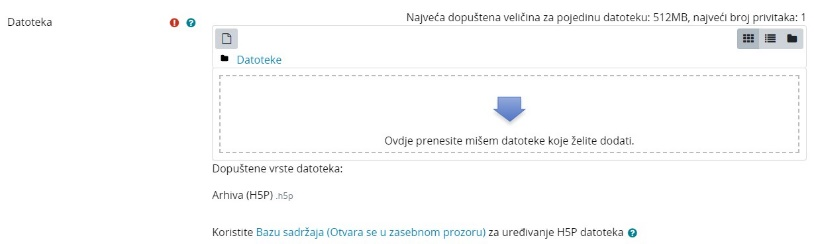 Najveća dopuštena veličina za pojedinu datoteku: 512MB, najveći broj privitaka: 1
Datoteka
Datoteke
Ovdje prenesite mišem datoteke koje želite dodati.
Dopuštene vrste datoteka:
Arhiva (H5P) .h5p
Koristite Bazu sadržaja (Otvara se u zasebnom prozoru) za uređivanje H5P datoteka